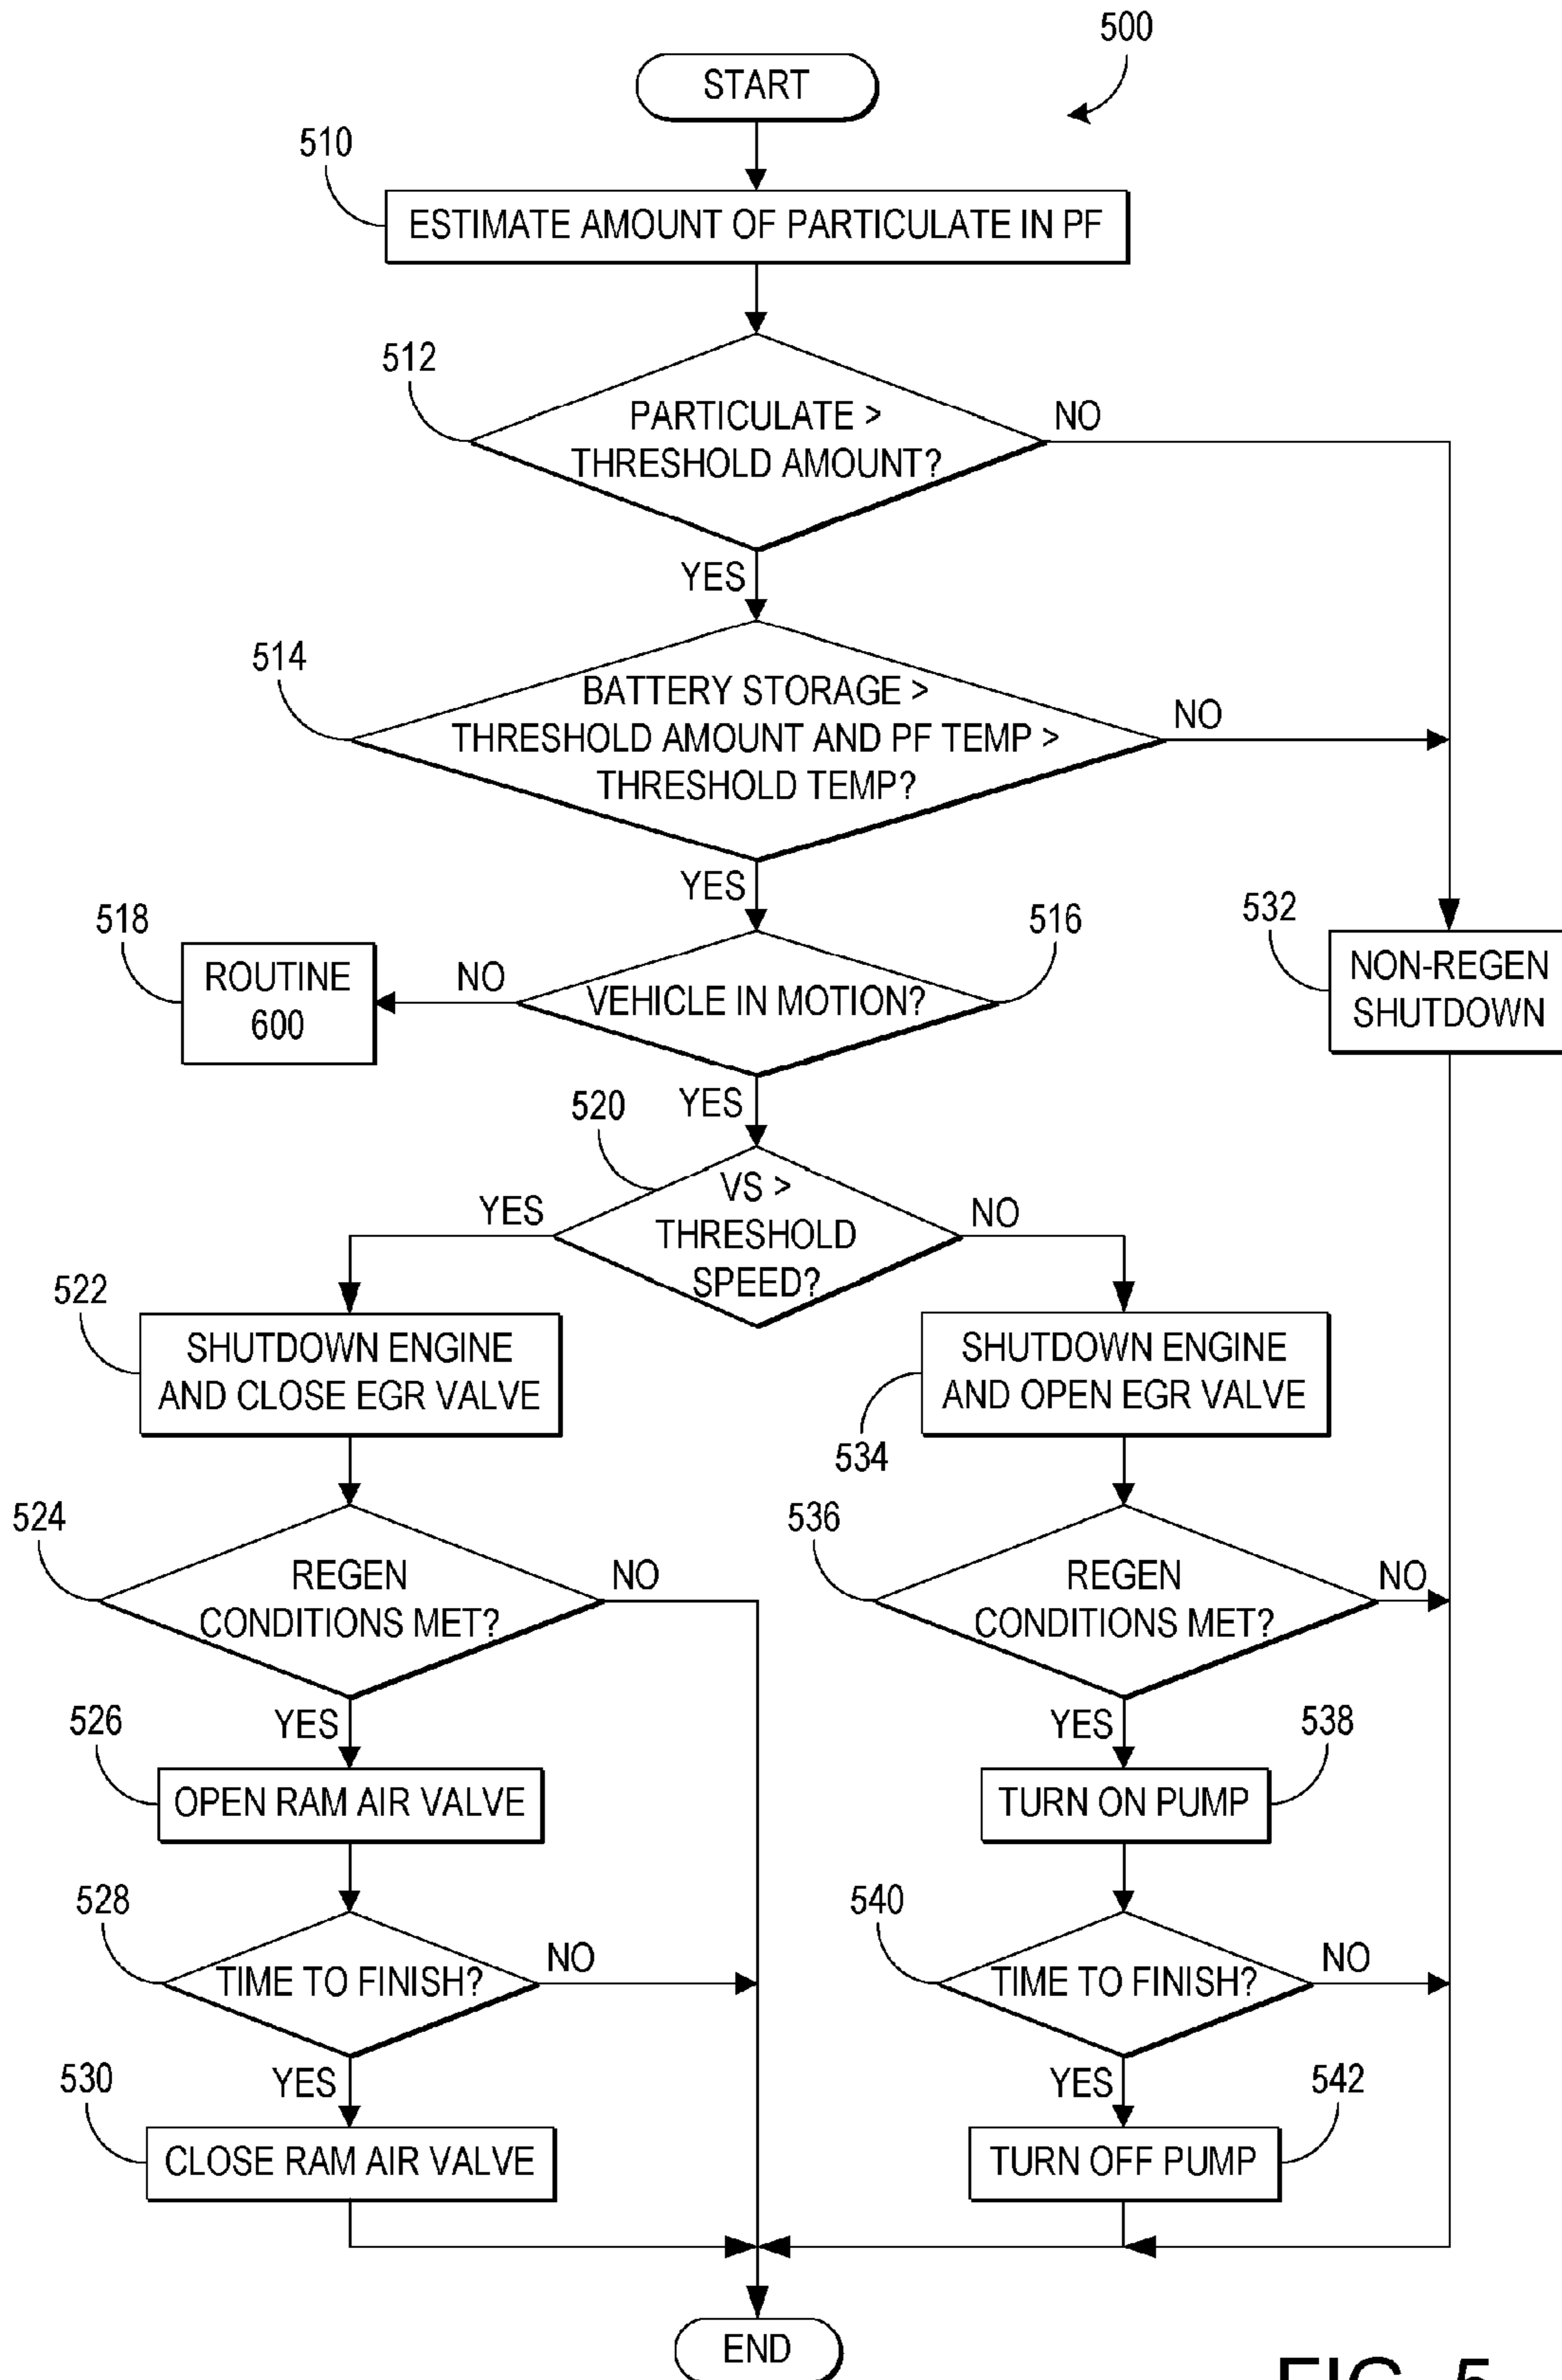 500
START
510
ESTIMATE AMOUNT OF PARTICULATE IN PF
512
PARTICULATE >
THRESHOLD AMOUNT?
NO
YES
514
BATTERY STORAGE >
THRESHOLD AMOUNT AND PF TEMP >
THRESHOLD TEMP?
NO
YES
518
ROUTINE
600
NO
516
VEHICLE IN MOTION?
532
NON-REGEN
SHUTDOWN
YES
520
VS >
THRESHOLD
SPEED?
YES
NO
522
SHUTDOWN ENGINE
AND CLOSE EGR VALVE
SHUTDOWN ENGINE
AND OPEN EGR VALVE
534
524
REGEN
CONDITIONS MET?
NO
536
REGEN
CONDITIONS MET?
NO
YES
526
OPEN RAM AIR VALVE
YES
538
TURN ON PUMP
528
TIME TO FINISH?
NO
540
TIME TO FINISH?
NO
YES
530
CLOSE RAM AIR VALVE
YES
542
TURN OFF PUMP
END
FIG. 5